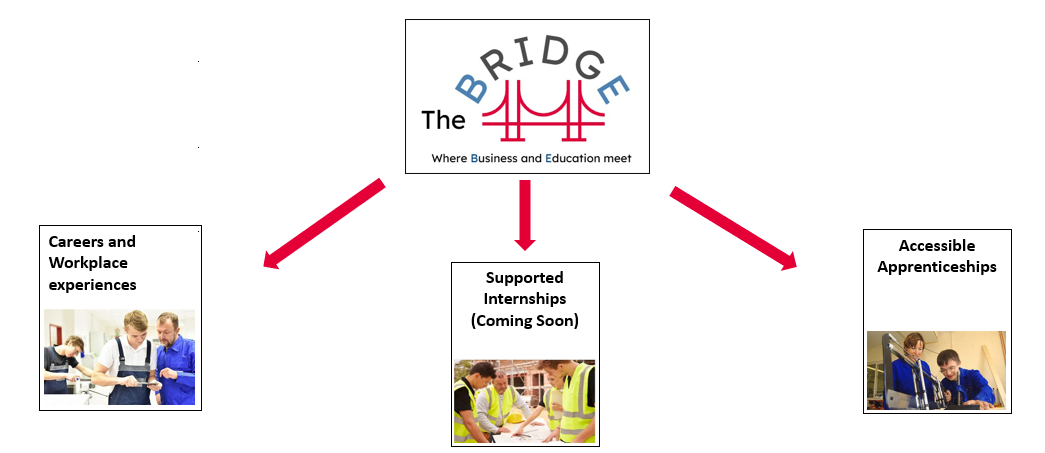 The BRIDGE
Where Business and Education meet
Careers and
Workplace
experiences
Supported
Internships
(Coming Soon)
Accessible
Apprenticeships